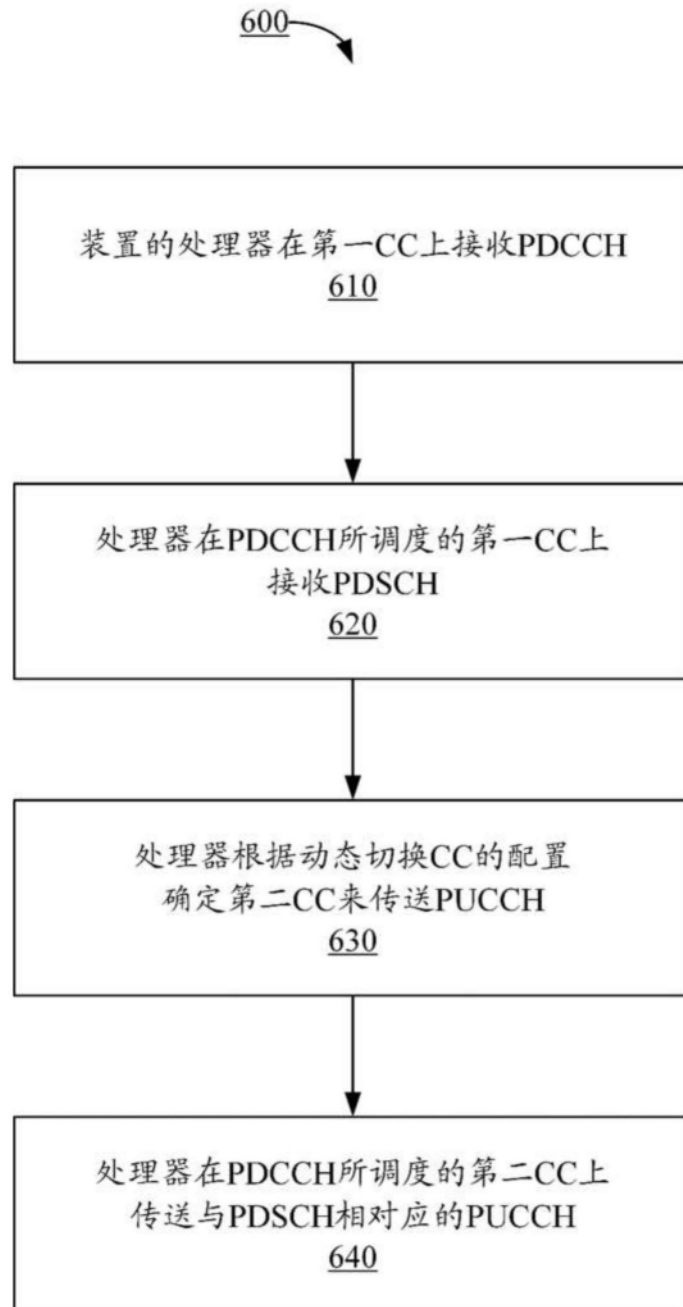 600
装置的处理器在第一CC上接收PDCCH
610
处理器在PDCCH所调度的第一CC上
接收PDSCH
620
处理器根据动态切换CC的配置
确定第二CC来传送PUCCH
630
处理器在PDCCH所调度的第二CC上
传送与PDSCH相对应的PUCCH
640